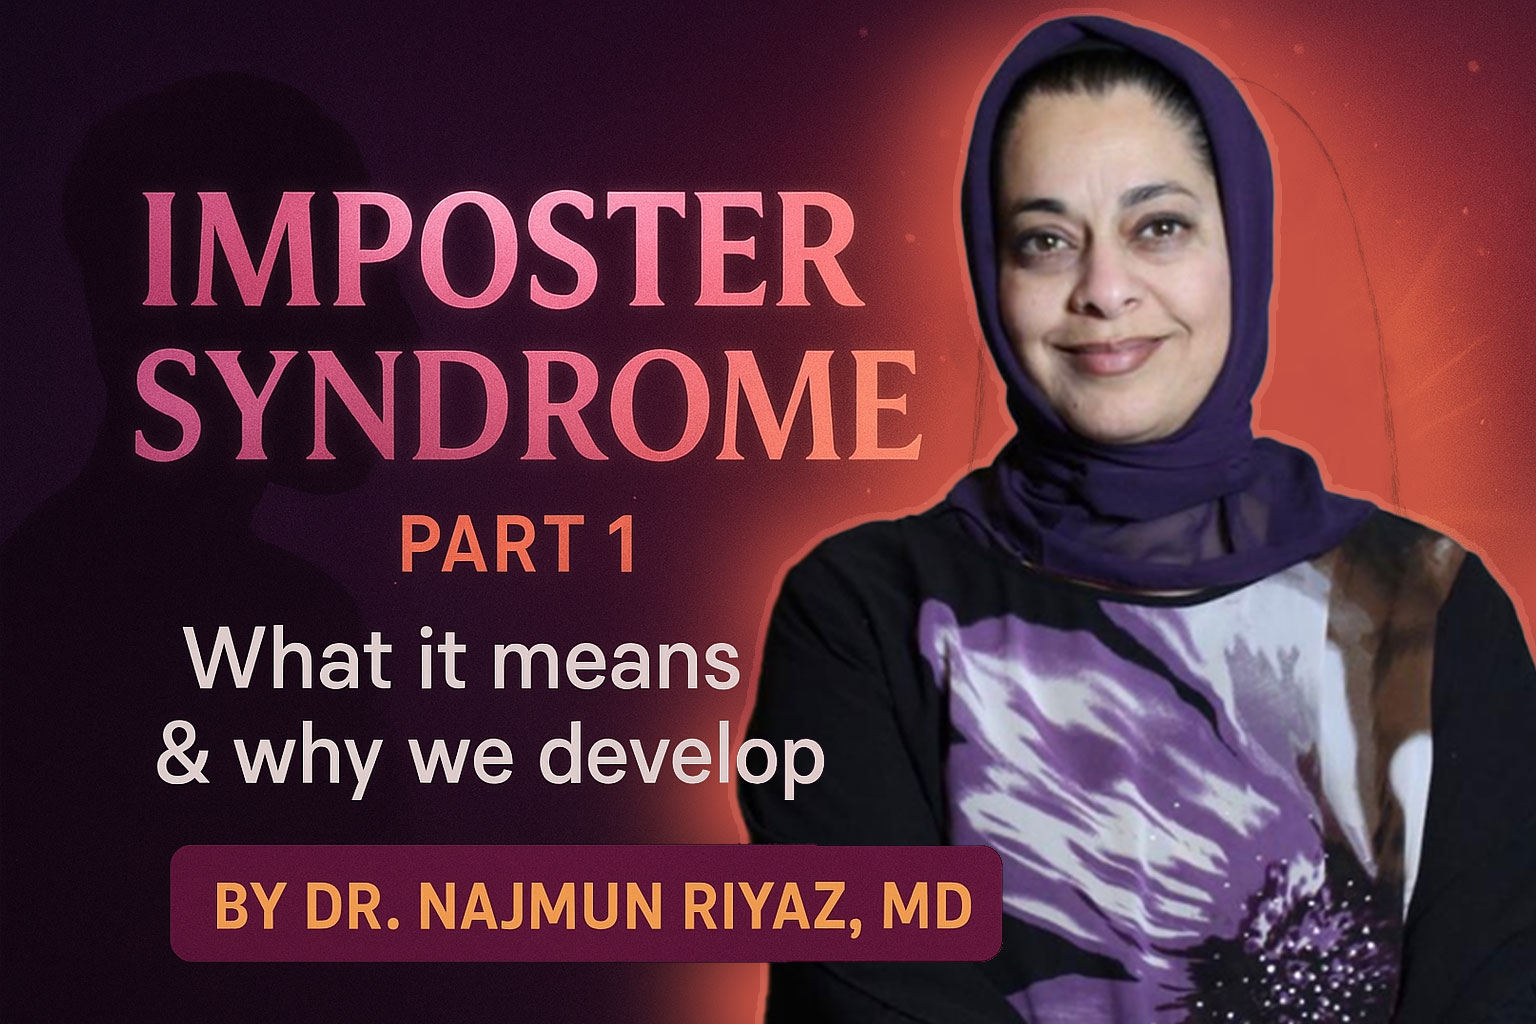 IMPOSTER
SYNDROME
PART 1
What it means
& why we develop
BY DR. NAJMUN RIYAZ, MD